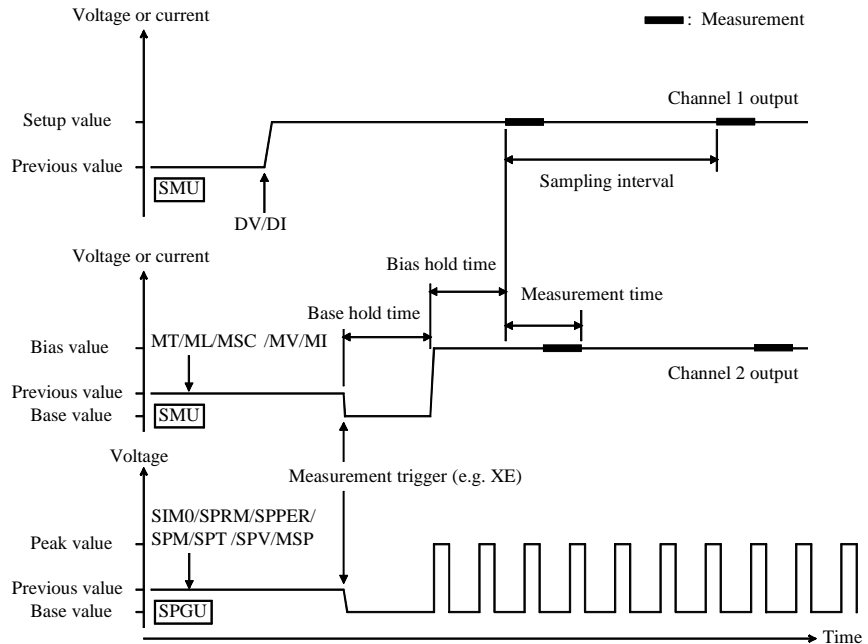 Voltage or current
: Measurement
Channel 1 output
Setup value
Previous value
SMU
Sampling interval
DV/DI
Voltage or current
Bias hold time
Measurement time
Base hold time
MT/ML/MSC /MV/MI
Bias value
Channel 2 output
Previous value
SMU
Base value
Voltage
Measurement trigger (e.g. XE)
SIM0/SPRM/SPPER/
SPM/SPT /SPV/MSP
Peak value
Previous value
SPGU
Base value
Time